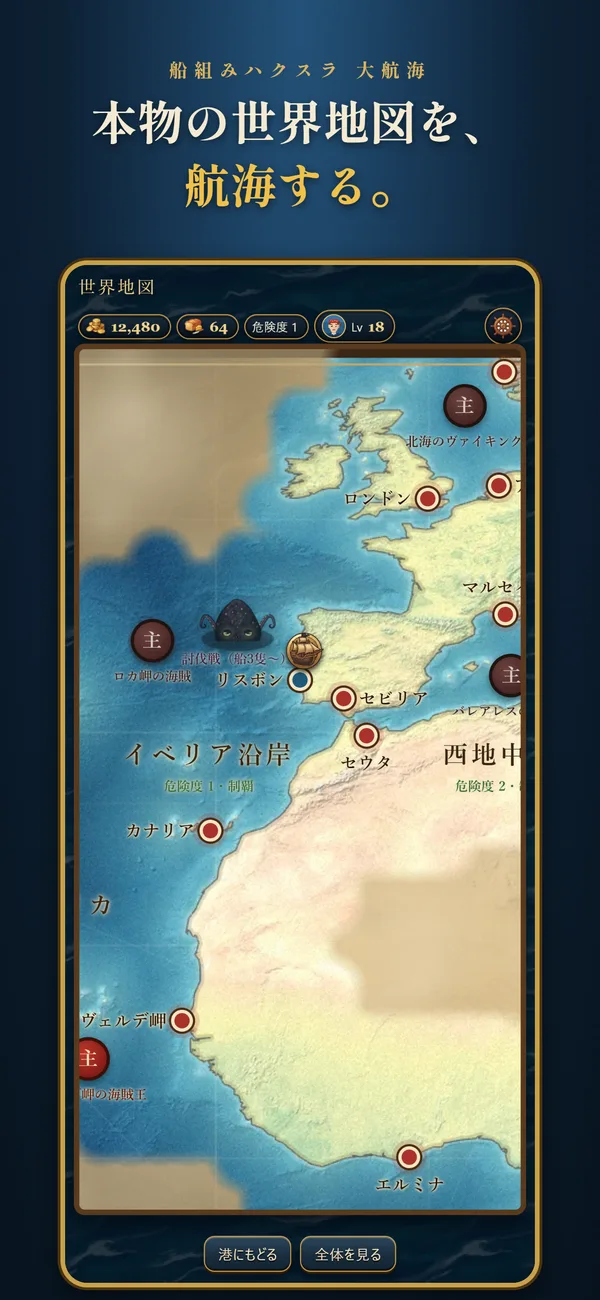 船組みハクスラ 大航海
本物の世界地図を、
航海する。
世界地図
12,480
64
危険度 1
Lv 18
主
北海のヴァイキング
ロンドン
マルセイ
主
討伐戦（船3隻〜）
主
ロカ岬の海賊
リスボン
セビリア
バレアレス
セウタ
イベリア沿岸
西地中
危険度 1・制覇
危険度 2・
カナリア
カ
ヴェルデ岬
主
岬の海賊王
エルミナ
港にもどる
全体を見る